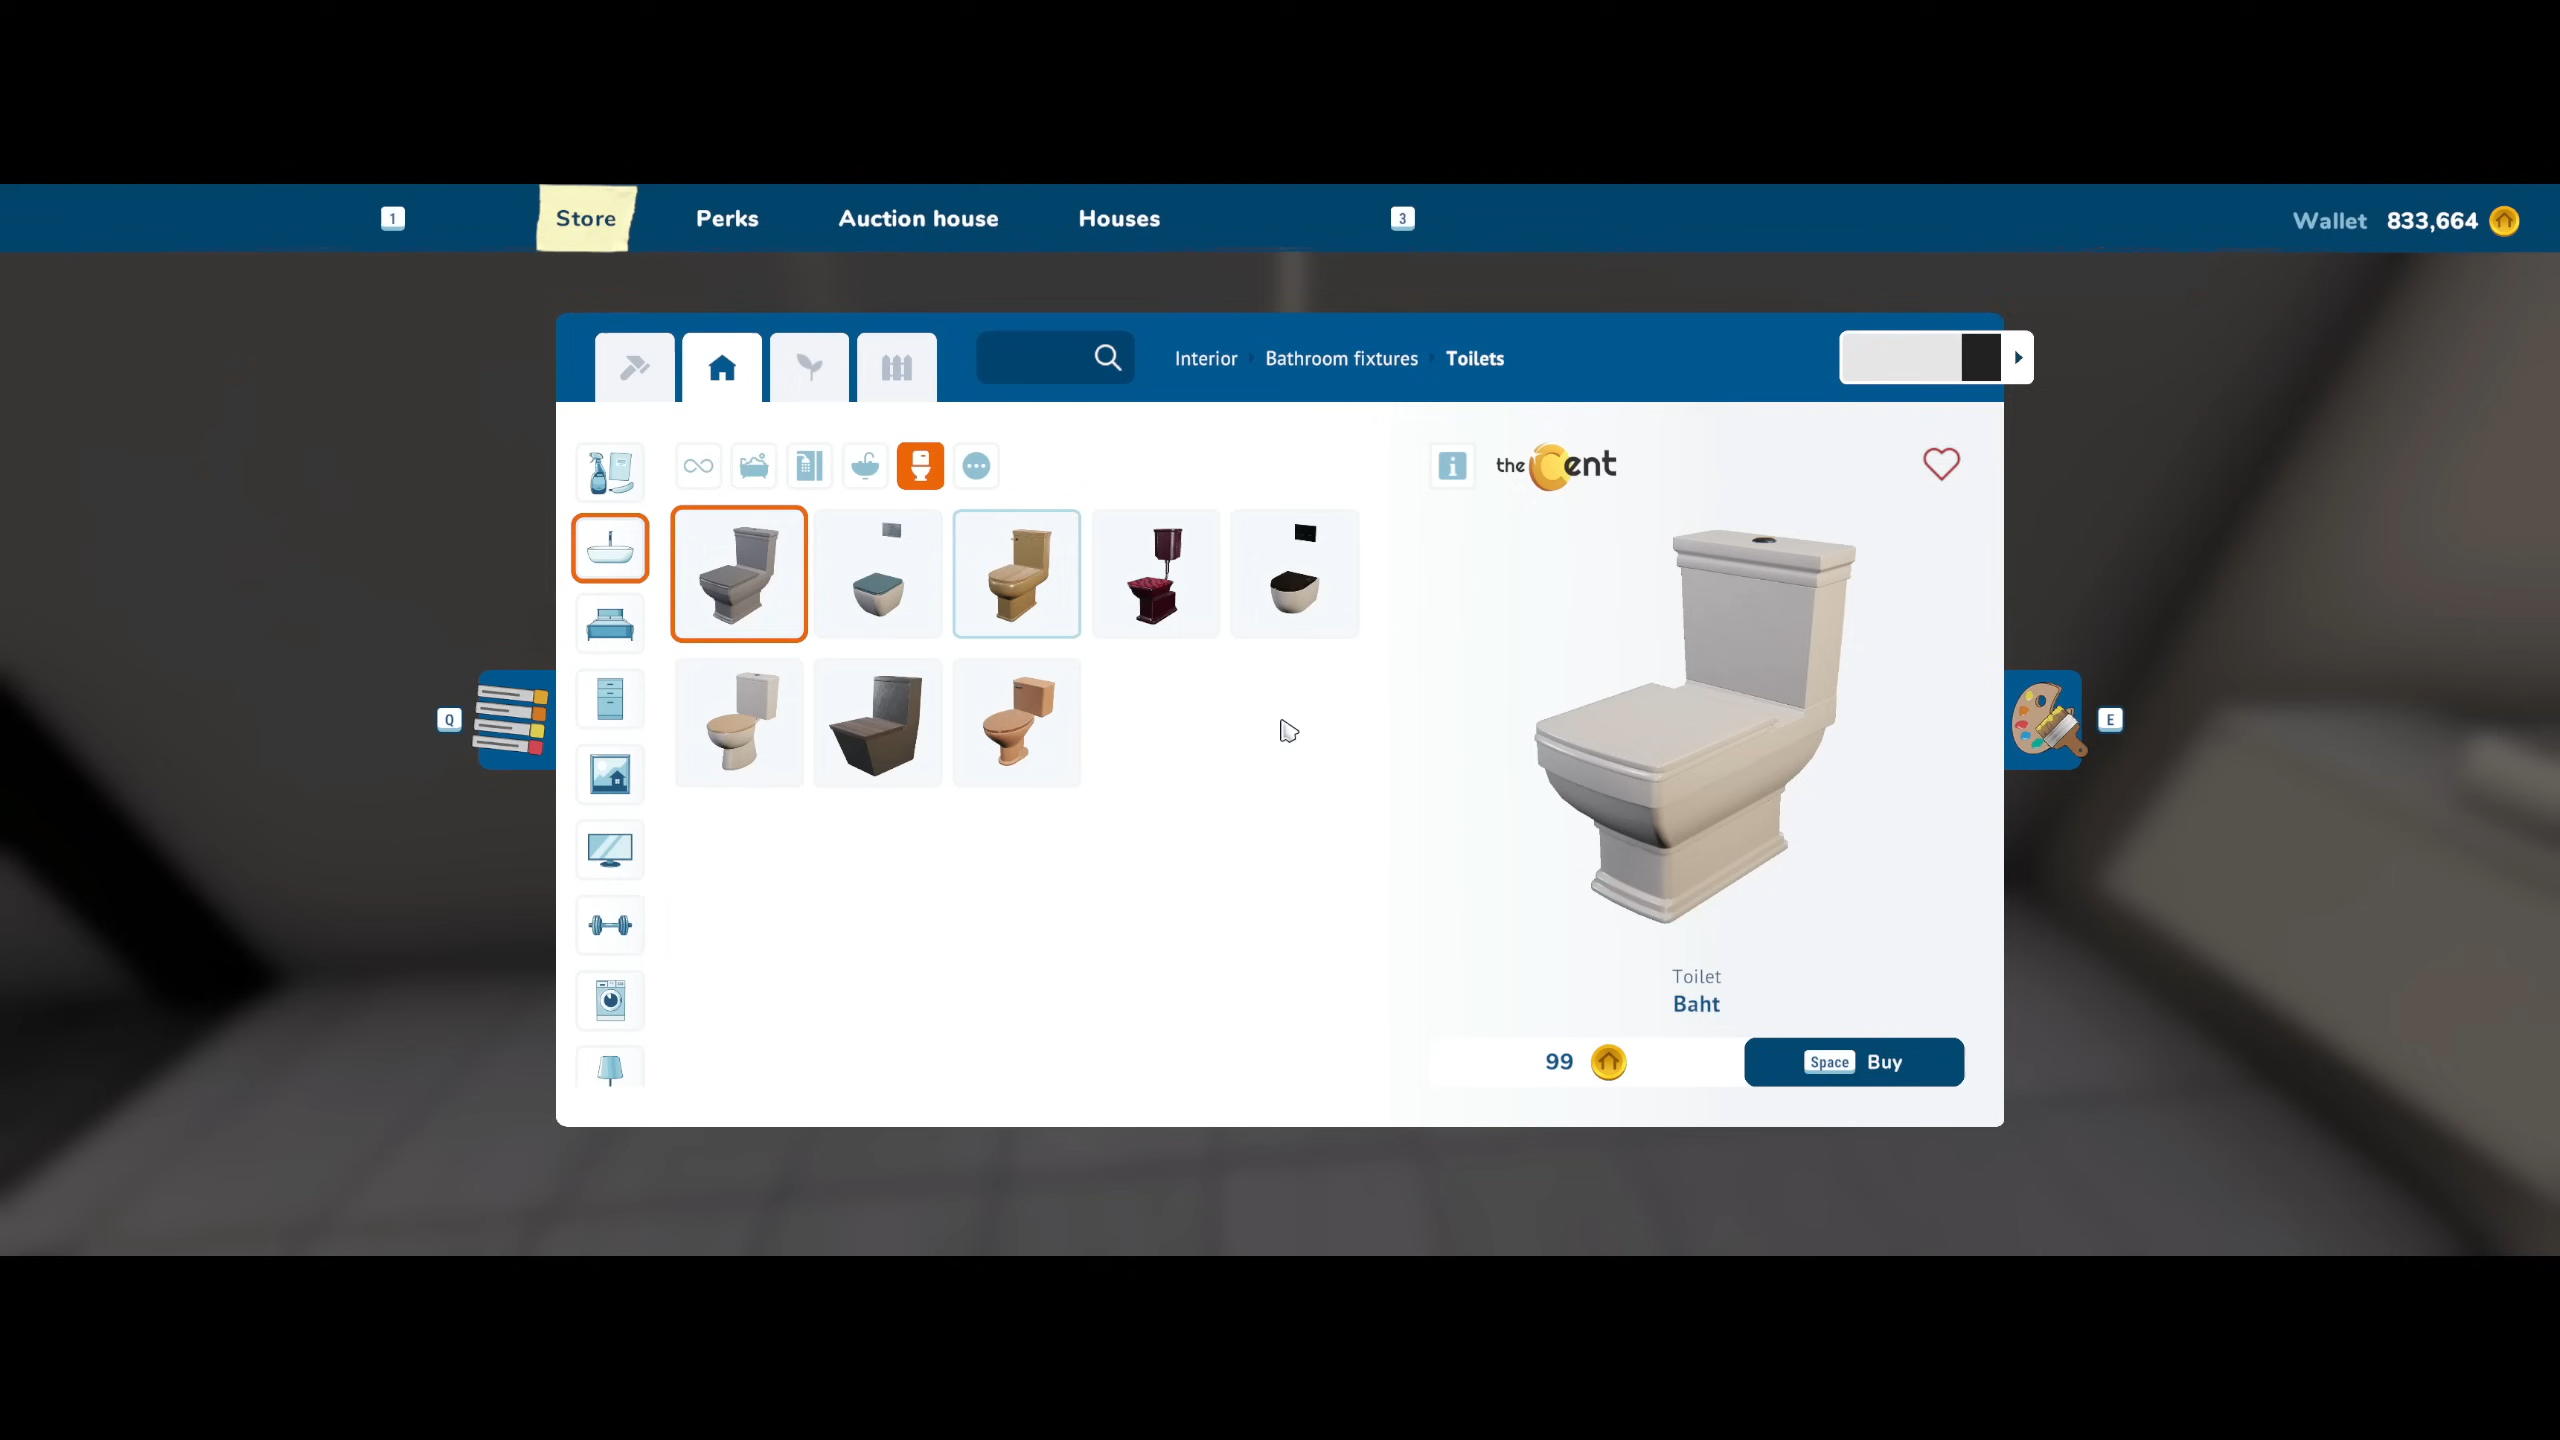 1
Store
Perks
Auction house
Houses
3
Wallet 833,664
Interior
Bathroom fixtures
Toilets
i
the Cent
Q
E
Toilet
Baht
99
Space
Buy